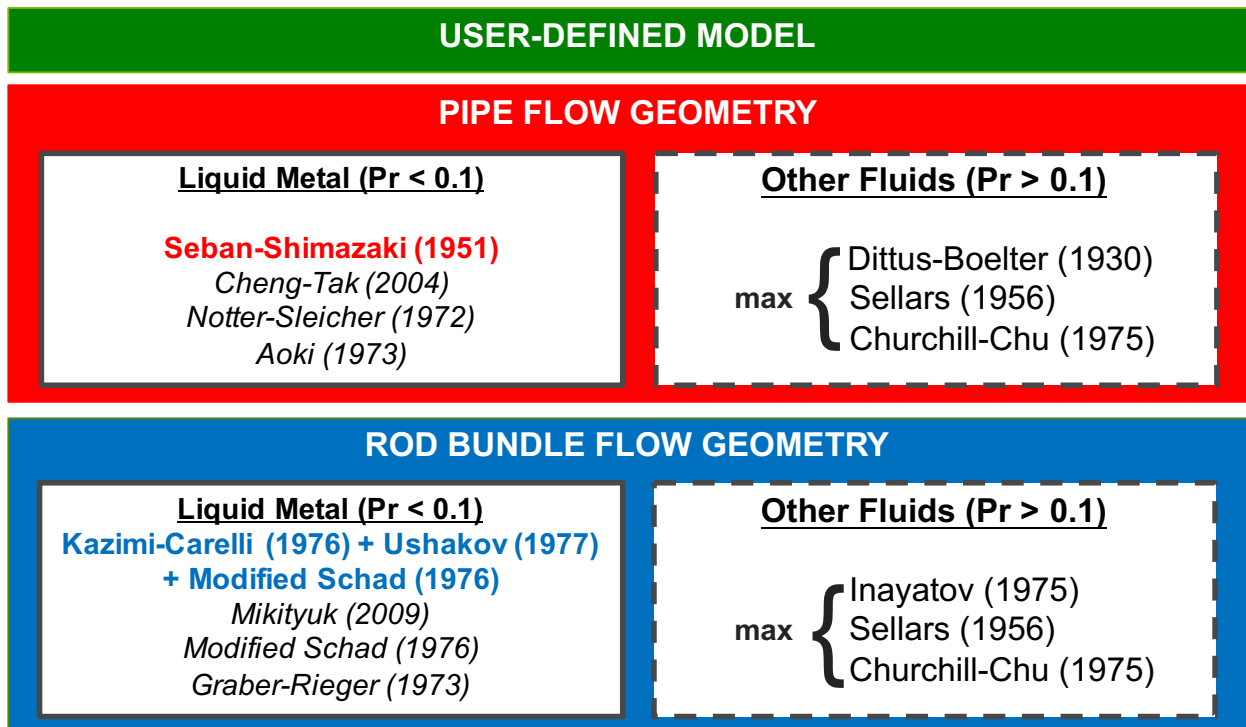 USER-DEFINED MODEL
PIPE FLOW GEOMETRY
Liquid Metal (Pr < 0.1)
Seban-Shimazaki (1951)
Cheng-Tak (2004)
Notter-Sleicher (1972)
Aoki (1973)
Other Fluids (Pr > 0.1)
max {
Dittus-Boelter (1930)
Sellars (1956)
Churchill-Chu (1975)
ROD BUNDLE FLOW GEOMETRY
Liquid Metal (Pr < 0.1)
Kazimi-Carelli (1976) + Ushakov (1977)
+ Modified Schad (1976)
Mikityuk (2009)
Modified Schad (1976)
Graber-Rieger (1973)
Other Fluids (Pr > 0.1)
max {
Inayatov (1975)
Sellars (1956)
Churchill-Chu (1975)